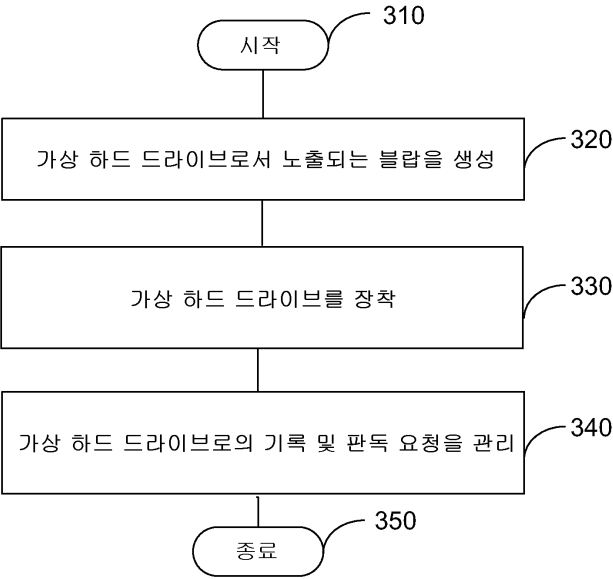 310
시작
320
가상 하드 드라이브로서 노출되는 블랍을 생성
330
가상 하드 드라이브를 장착
340
가상 하드 드라이브로의 기록 및 판독 요청을 관리
350
종료